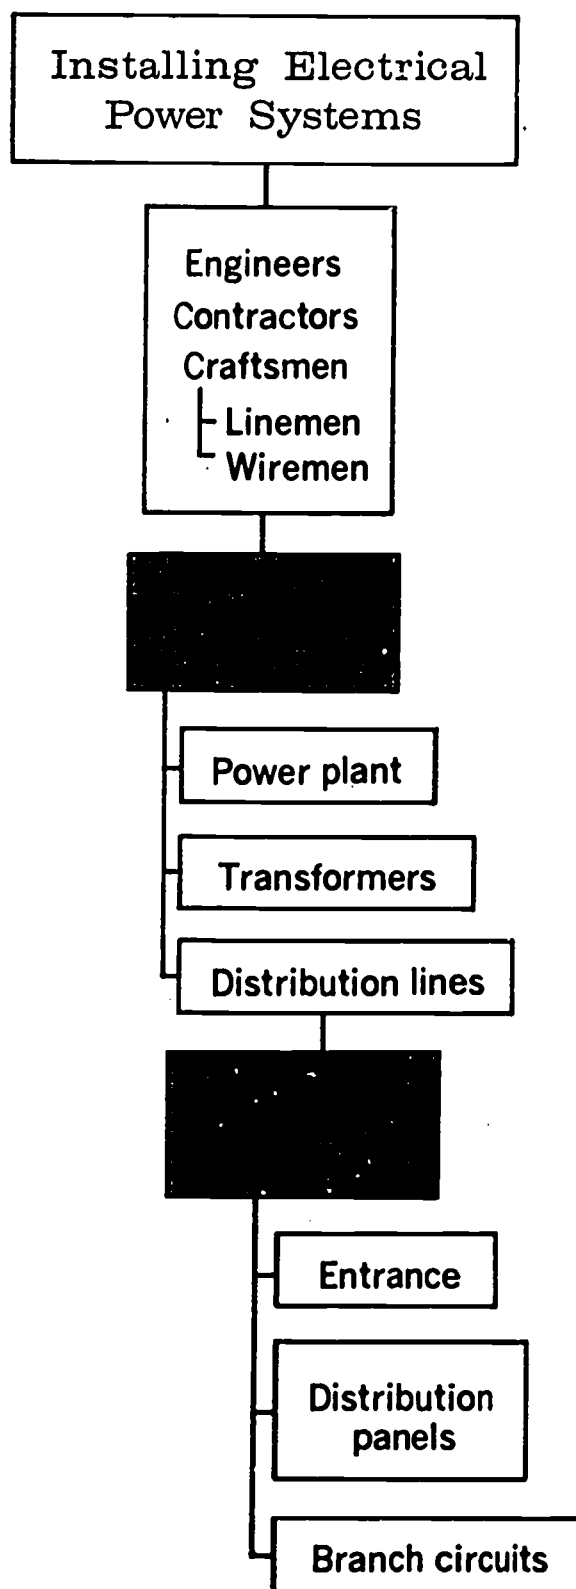 Installing Electrical
Power Systems
Engineers
Contractors
Craftsmen
Linemen
Wiremen
Power plant
Transformers
Distribution lines
Entrance
Distribution
panels
Branch circuits